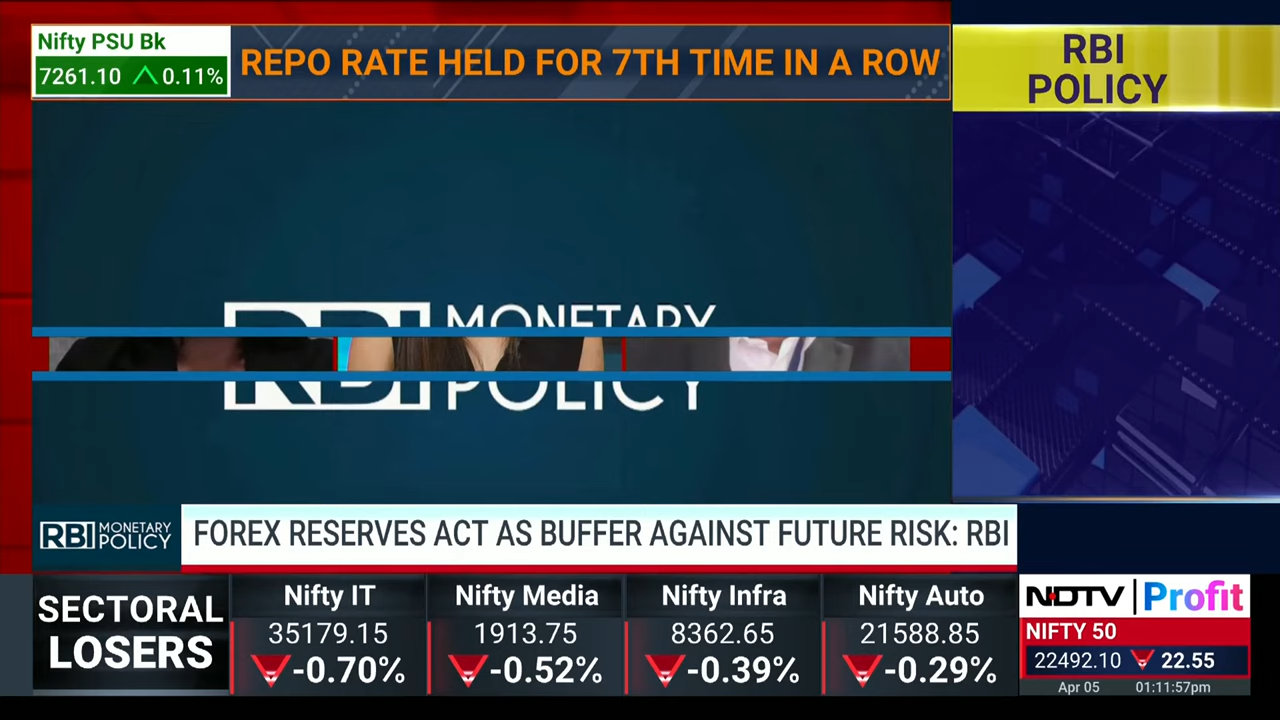 Nifty PSU Bk
7261.10 0.11%
REPO RATE HELD FOR 7TH TIME IN A ROW
RBI
POLICY
RBI MONETARY
POLICY
RBI MONETARY
POLICY
FOREX RESERVES ACT AS BUFFER AGAINST FUTURE RISK: RBI
SECTORAL
LOSERS
Nifty IT
35179.15
-0.70%
Nifty Media
1913.75
-0.52%
Nifty Infra
8362.65
-0.39%
Nifty Auto
21588.85
-0.29%
NDTV Profit
NIFTY 50
22492.10 22.55
Apr 05 01:11:57pm